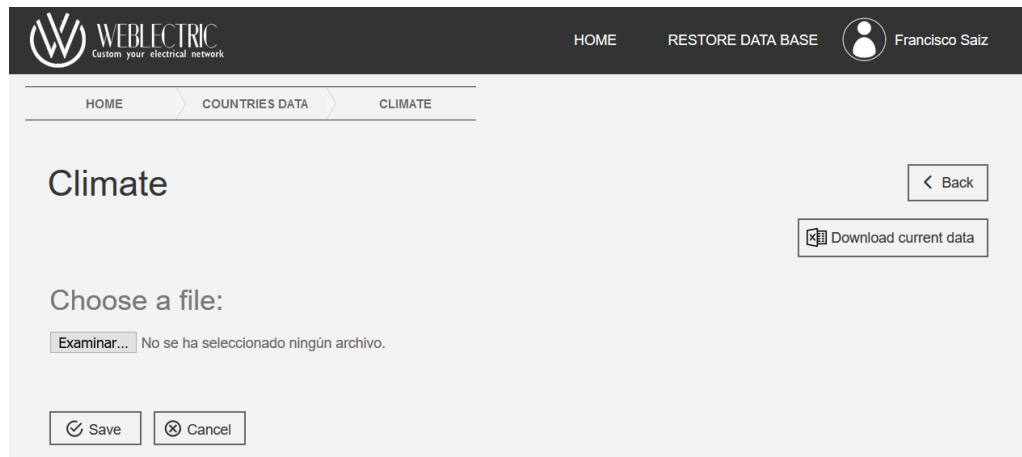 WEBLECTRIC
Custom your electrical network
HOME RESTORE DATA BASE Francisco Saiz
HOME COUNTRIES DATA CLIMATE
Climate
Back
Download current data
Choose a file:
Examinar... No se ha seleccionado ningún archivo.
Save Cancel